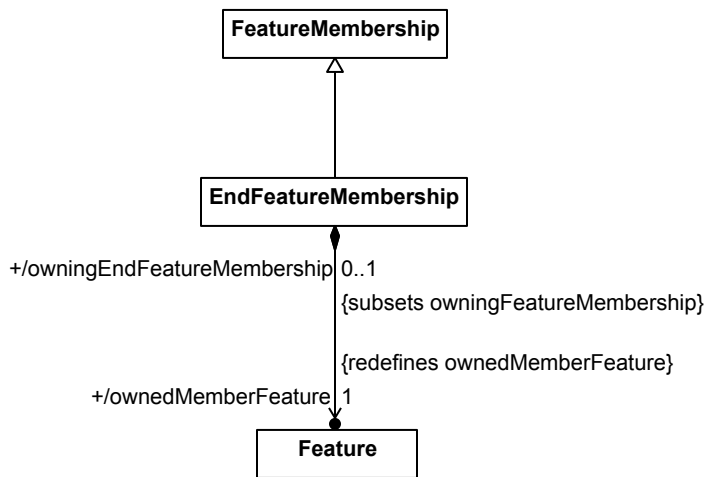 FeatureMembership
EndFeatureMembership
+/owningEndFeatureMembership 0..1
{subsets owningFeatureMembership}
{redefines ownedMemberFeature}
+/ownedMemberFeature 1
Feature